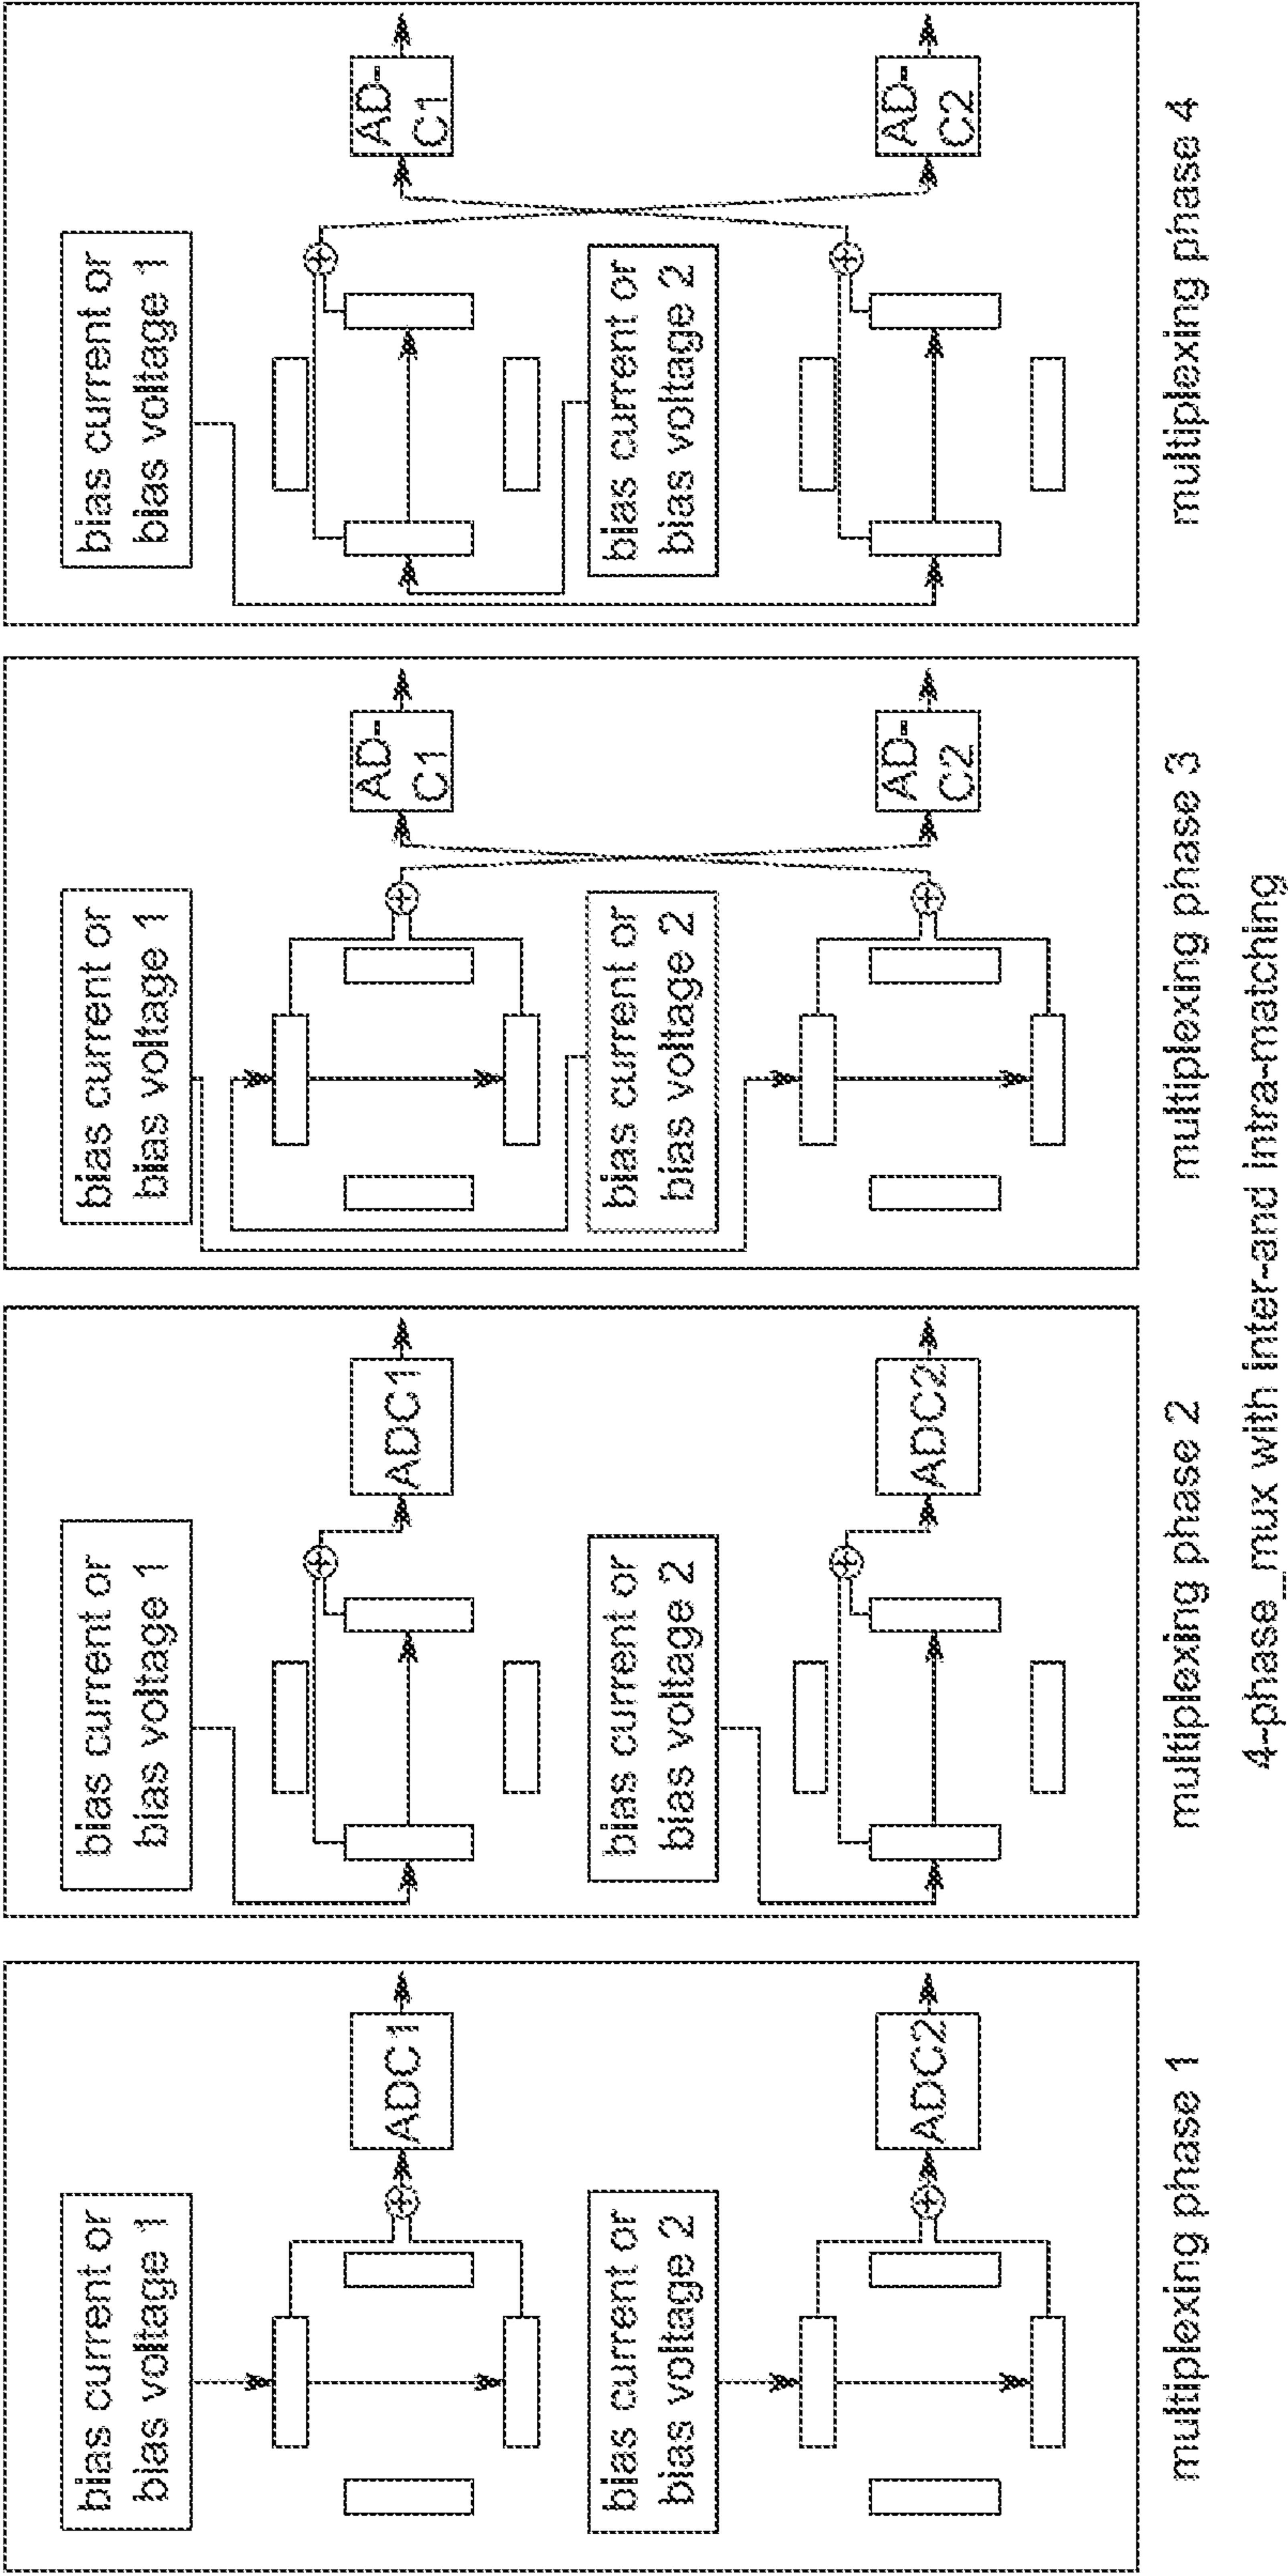 bias current or
bias voltage 1
ADC1
bias current or
bias voltage 2
ADC2
multiplexing phase 1
bias current or
bias voltage 1
ADC1
bias current or
bias voltage 2
ADC2
multiplexing phase 2
bias current or
bias voltage 1
AD-
C1
bias current or
bias voltage 2
AD-
C2
multiplexing phase 3
bias current or
bias voltage 1
AD-
C1
bias current or
bias voltage 2
AD-
C2
multiplexing phase 4
4-phase_mux with inter-and intra-matching